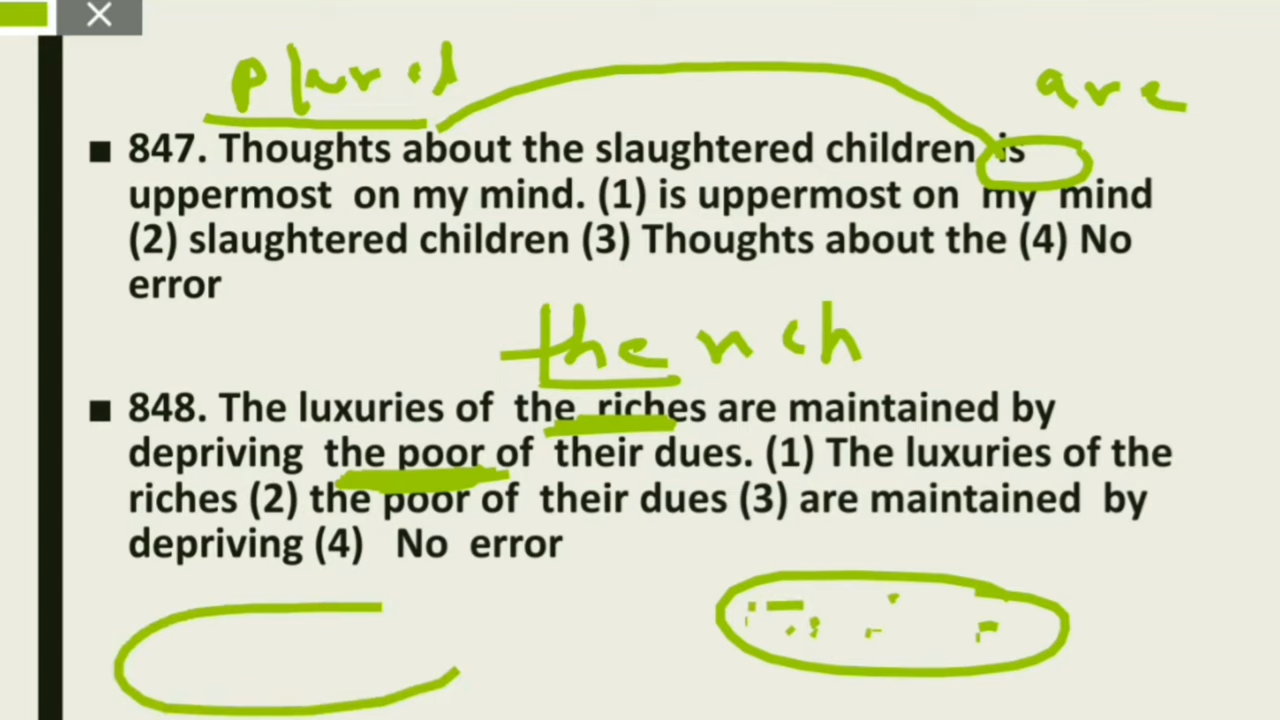 plural are
■ 847. Thoughts about the slaughtered children is
uppermost on my mind. (1) is uppermost on my mind
(2) slaughtered children (3) Thoughts about the (4) No
error
the rich
■ 848. The luxuries of the riches are maintained by
depriving the poor of their dues. (1) The luxuries of the
riches (2) the poor of their dues (3) are maintained by
depriving (4) No error